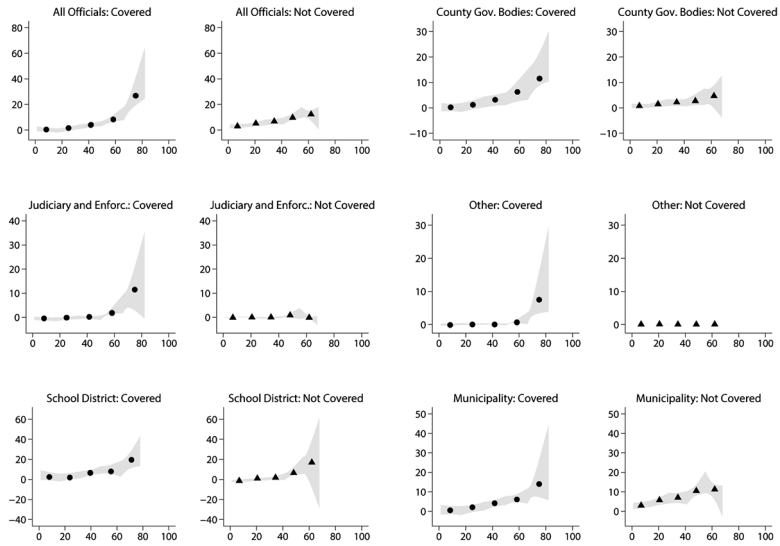 All Officials: Covered
80
60
40
20
0
0 20 40 60 80 100
All Officials: Not Covered
80
60
40
20
0
0 20 40 60 80 100
County Gov. Bodies: Covered
30
20
10
0
−10
0 20 40 60 80 100
County Gov. Bodies: Not Covered
30
20
10
0
−10
0 20 40 60 80 100
Judiciary and Enforc.: Covered
40
30
20
10
0
0 20 40 60 80 100
Judiciary and Enforc.: Not Covered
40
30
20
10
0
0 20 40 60 80 100
Other: Covered
30
20
10
0
0 20 40 60 80 100
Other: Not Covered
30
20
10
0
0 20 40 60 80 100
School District: Covered
60
40
20
0
−20
−40
0 20 40 60 80 100
School District: Not Covered
60
40
20
0
−20
−40
0 20 40 60 80 100
Municipality: Covered
50
40
30
20
10
0
0 20 40 60 80 100
Municipality: Not Covered
50
40
30
20
10
0
0 20 40 60 80 100